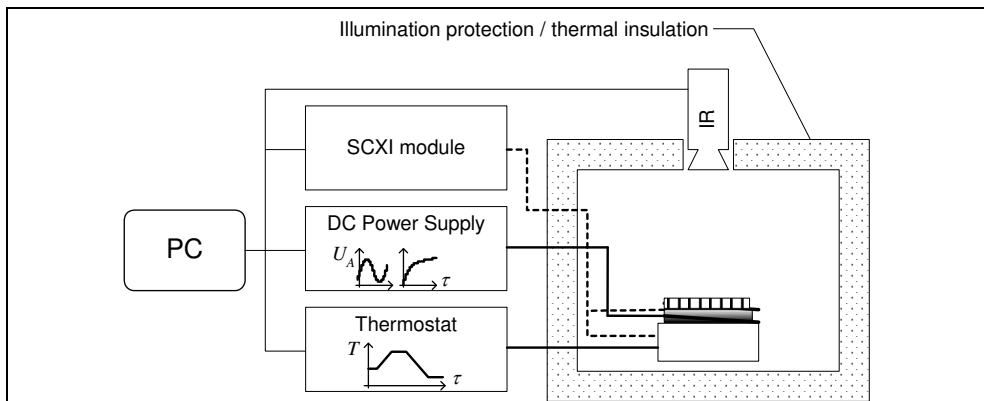 Illumination protection / thermal insulation
IR
SCXI module
PC
DC Power Supply
U_A
τ
Thermostat
T
τ